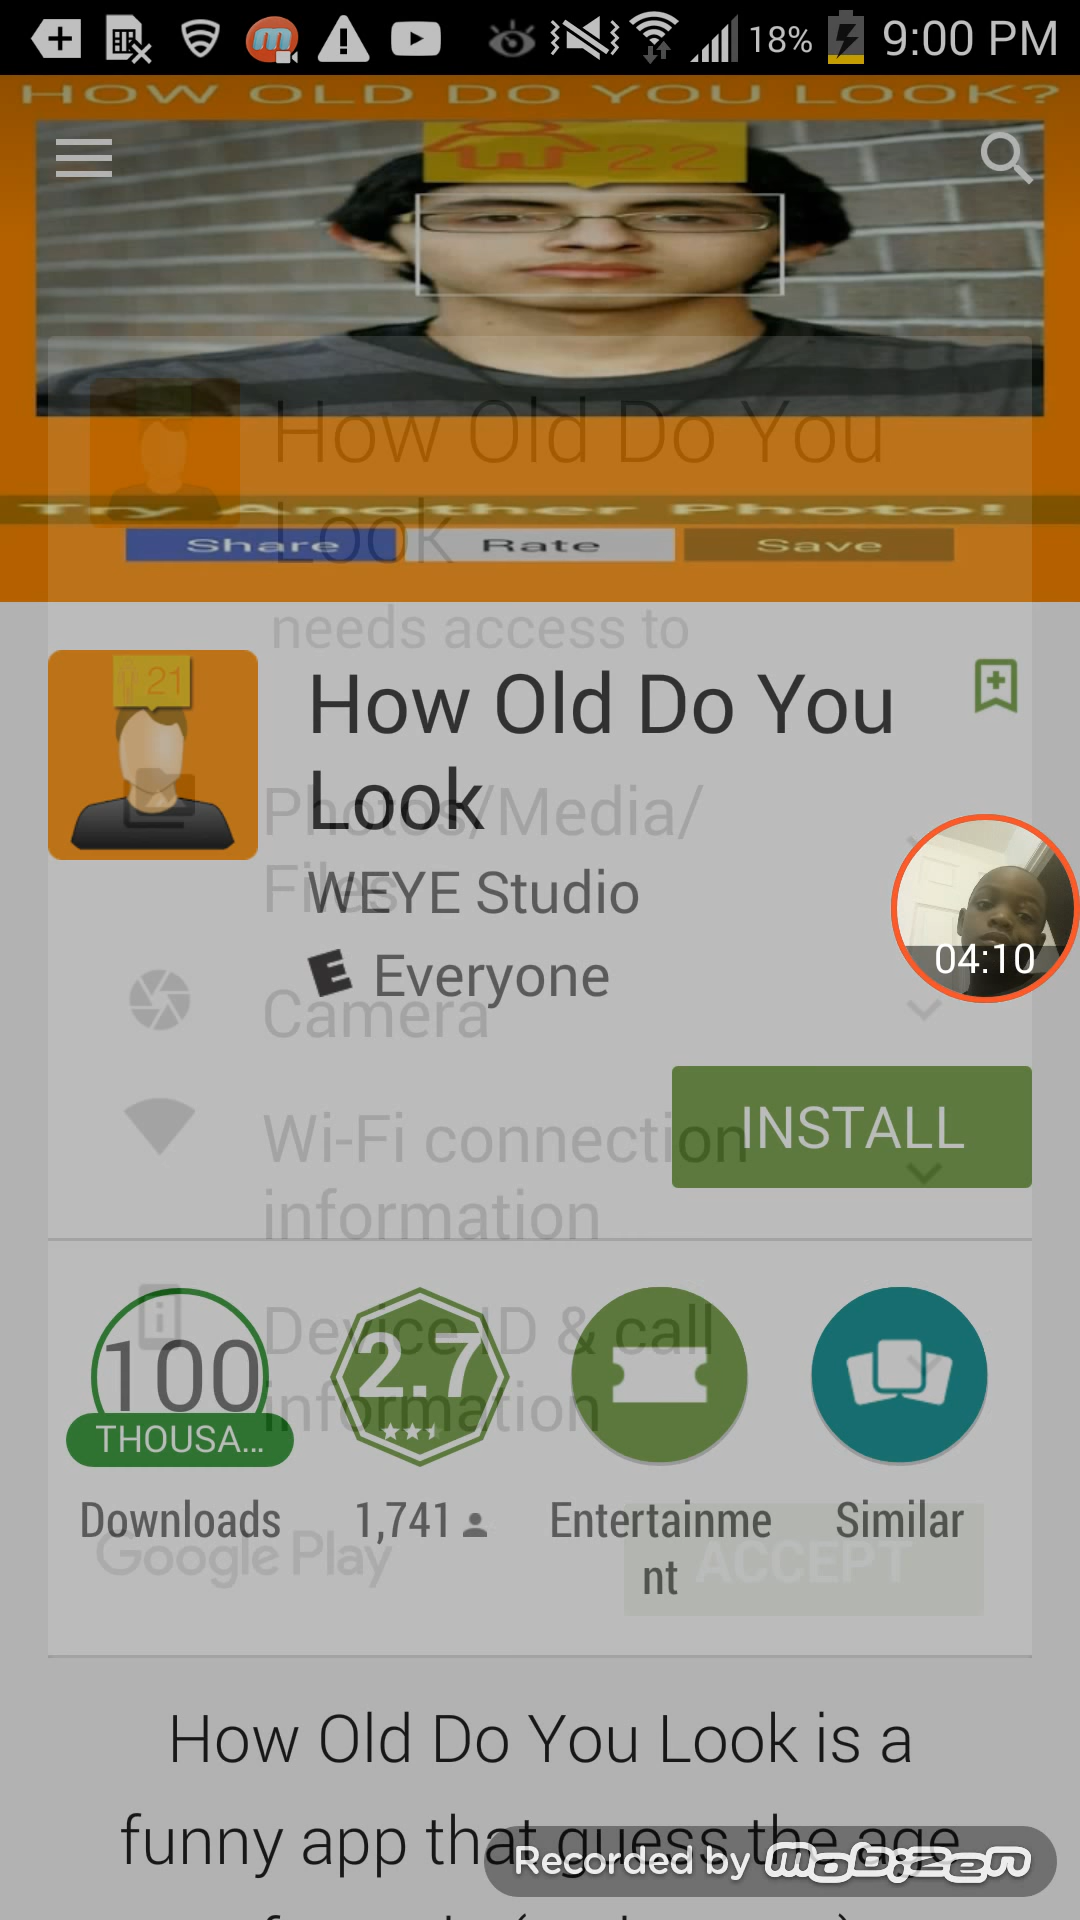 18% 9:00 PM
HOW OLD DO YOU LOOK?
22
How Old Do You
Look
Try Another Photo!
Share Rate Save
needs access to
21
How Old Do You
Look
Photos/Media/
Files
WEYE Studio
04:10
Everyone
Camera
INSTALL
Wi-Fi connection
information
Device ID & call
information
100
THOUSA...
2.7
Downloads
1,741
Entertainme
nt
Similar
Google Play
ACCEPT
How Old Do You Look is a
funny app that guess the age
Recorded by mobizen